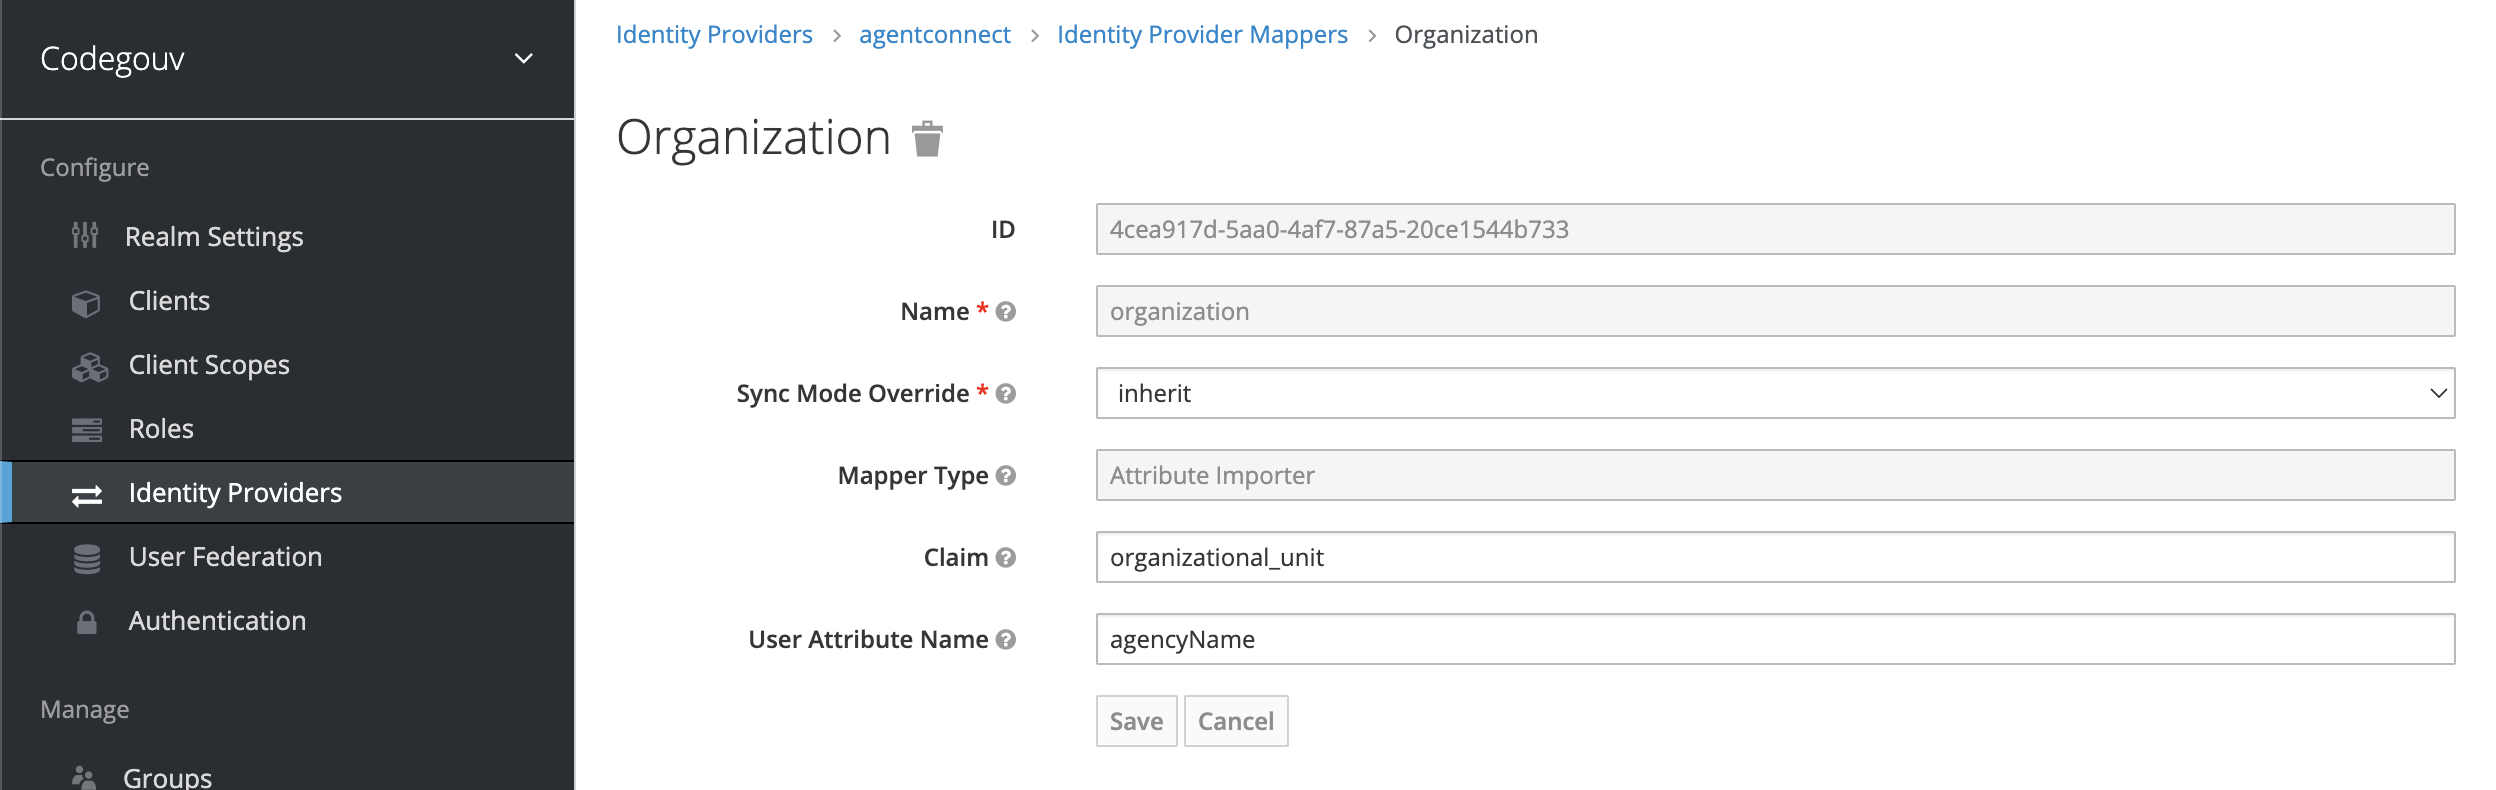 Codegouv
Configure
Realm Settings
Clients
Client Scopes
Roles
Identity Providers
User Federation
Authentication
Manage
Groups
Identity Providers > agentconnect > Identity Provider Mappers > Organization
Organization
ID 4cea917d-5aa0-4af7-87a5-20ce1544b733
Name * organization
Sync Mode Override * inherit
Mapper Type Attribute Importer
Claim organizational_unit
User Attribute Name agencyName
Save Cancel